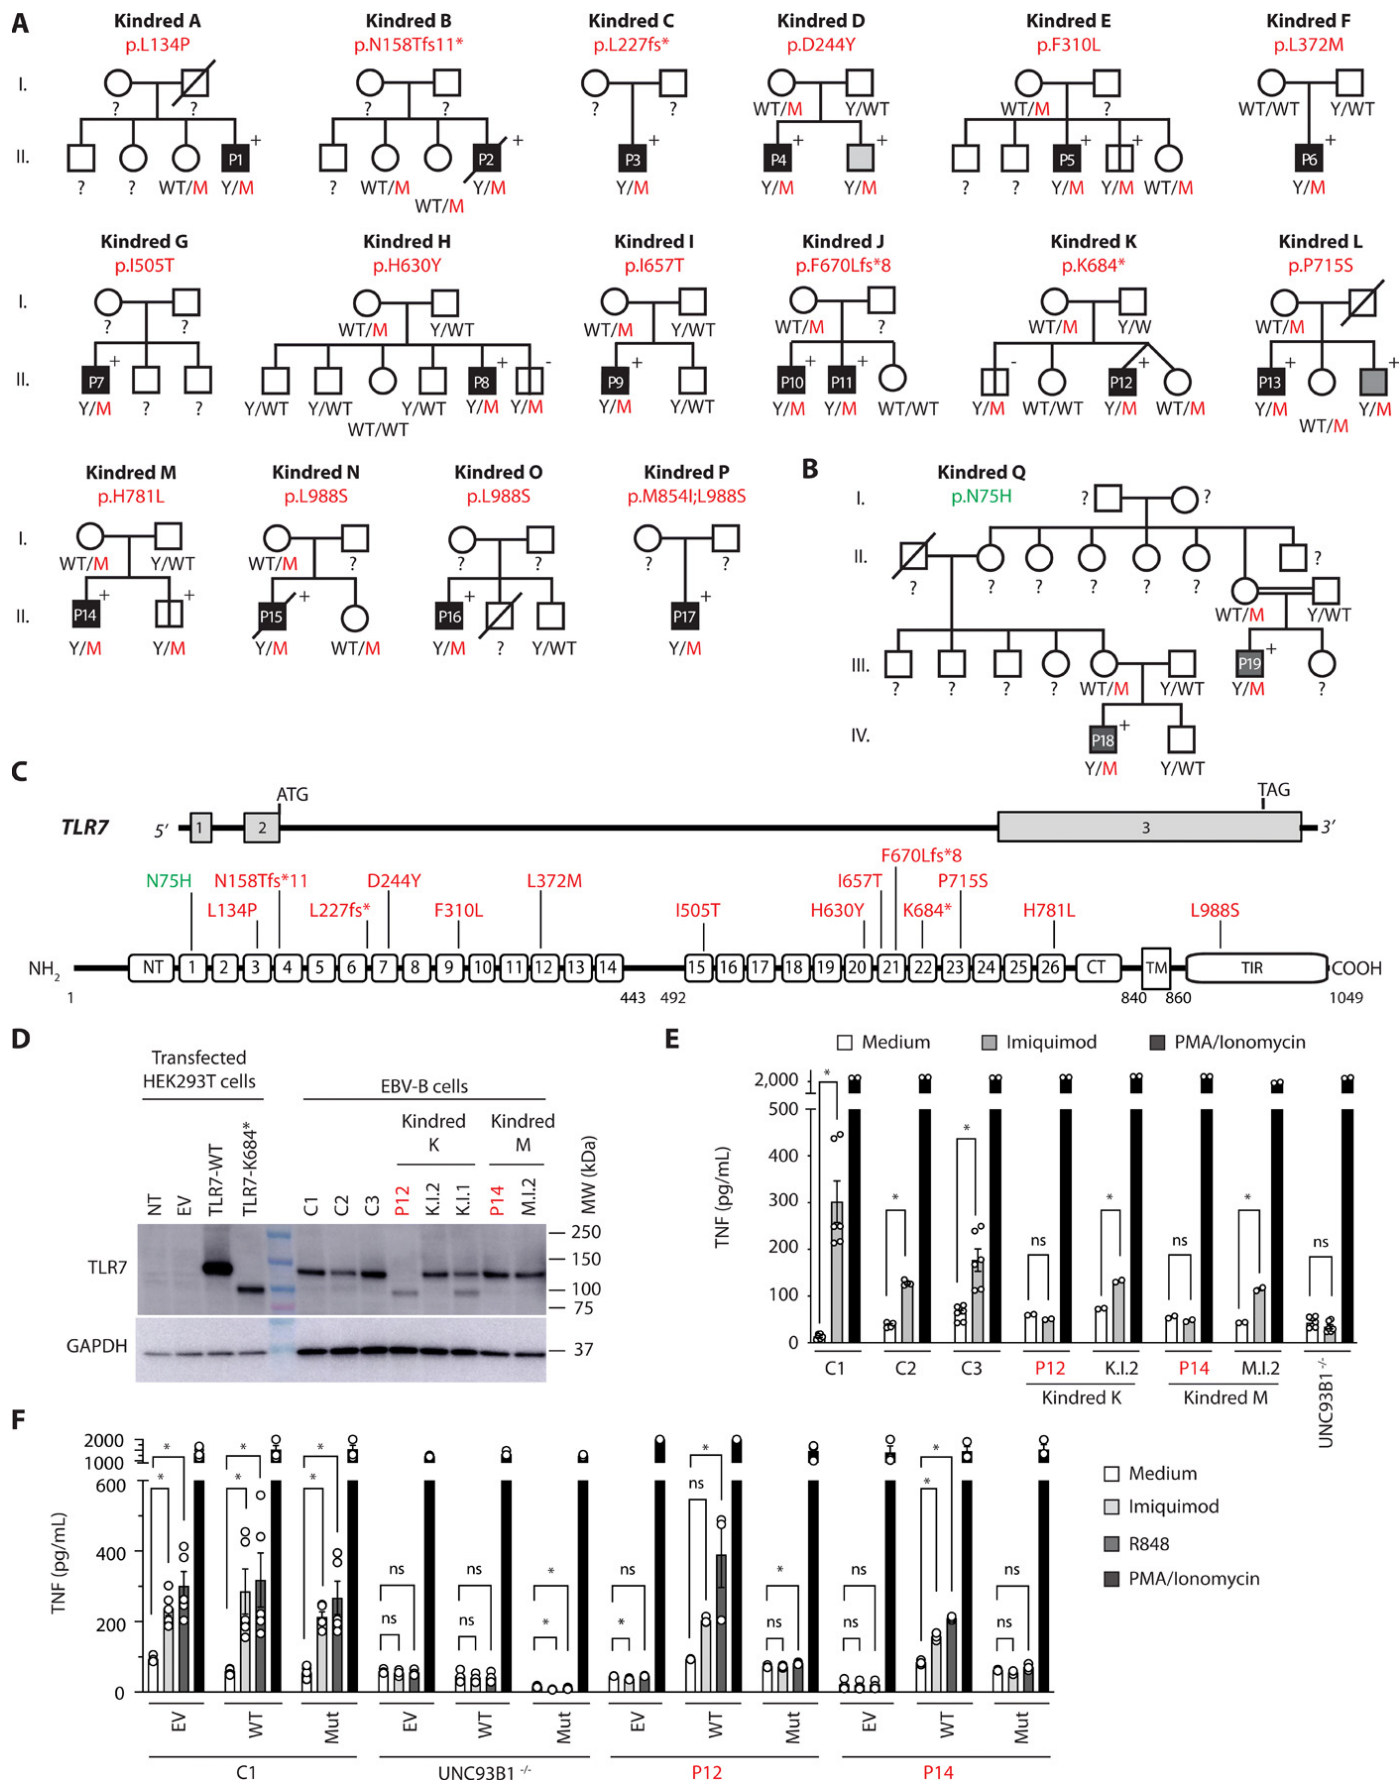 A
Kindred A
p.L134P
Kindred B
p.N158Tfs11*
Kindred C
p.L227fs*
Kindred D
p.D244Y
Kindred E
p.F310L
Kindred F
p.L372M
I.
? ? ? ? ? ? WT/M Y/WT WT/M ? WT/WT Y/WT
II.
P1 + P2 + P3 + P4 + + P5 + + P6 +
? ? WT/M Y/M ? WT/M WT/M Y/M Y/M Y/M Y/M ? ? Y/M Y/M WT/M Y/M
Kindred G
p.I505T
Kindred H
p.H630Y
Kindred I
p.I657T
Kindred J
p.F670Lfs*8
Kindred K
p.K684*
Kindred L
p.P715S
I.
? ? WT/M Y/WT WT/M Y/WT WT/M ? WT/M Y/W WT/M
II.
P7 + P8 + - P9 + P10 + P11 + - P12 + P13 + +
Y/M ? ? Y/WT Y/WT WT/WT Y/WT Y/M Y/M Y/M Y/WT Y/M Y/M WT/WT Y/M WT/WT Y/M WT/M Y/M WT/M Y/M
Kindred M
p.H781L
Kindred N
p.L988S
Kindred O
p.L988S
Kindred P
p.M854I;L988S
I.
WT/M Y/WT WT/M ? ? ? ? ?
II.
P14 + + P15 + P16 + P17 +
Y/M Y/M Y/M WT/M Y/M ? Y/WT Y/M
B
Kindred Q
p.N75H
I.
? ?
II.
? ? ? ? ? ? ?
WT/M Y/WT
III.
P19 +
? ? ? ? WT/M Y/WT Y/M ?
IV.
P18 +
Y/M Y/WT
C
TLR7 5′ 1 2 ATG 3 TAG 3′
F670Lfs*8
N75H N158Tfs*11 D244Y L372M I657T P715S
L134P L227fs* F310L I505T H630Y K684* H781L L988S
NH2 NT 1 2 3 4 5 6 7 8 9 10 11 12 13 14 15 16 17 18 19 20 21 22 23 24 25 26 CT TM TIR COOH
1 443 492 840 860 1049
D
Transfected
HEK293T cells
EBV-B cells
Kindred
K
Kindred
M
NT EV TLR7-WT TLR7-K684* C1 C2 C3 P12 K.I.2 K.I.1 P14 M.I.2 MW (kDa)
TLR7
250
150
100
75
GAPDH
37
E
Medium Imiquimod PMA/Ionomycin
TNF (pg/mL)
2,000
500
400
300
200
100
0
* * * ns * ns * ns
C1 C2 C3 P12 K.I.2 P14 M.I.2 UNC93B1-/-
Kindred K Kindred M
F
TNF (pg/mL)
2000
1000
600
400
200
0
* * * * * *
ns ns ns ns * *
ns * * ns * ns
ns ns * * ns ns
EV WT Mut EV WT Mut EV WT Mut EV WT Mut
C1 UNC93B1-/- P12 P14
Medium
Imiquimod
R848
PMA/Ionomycin